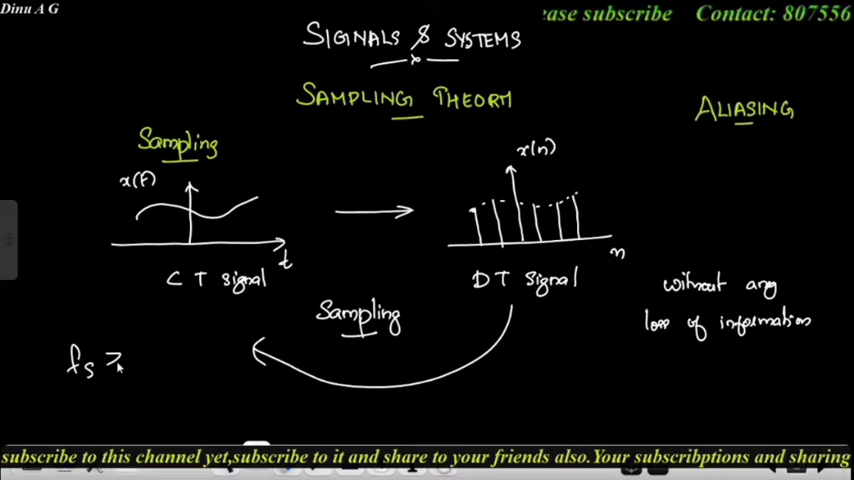 Dinu A G
ease subscribe Contact: 807556
SIGNALS & SYSTEMS
SAMPLING THEORM
ALIASING
Sampling
x(t)
t
C T Signal
x(n)
n
D T Signal
Sampling
without any
loss of information
fs ≥
subscribe to this channel yet,subscribe to it and share to your friends also.Your subscribptions and sharing